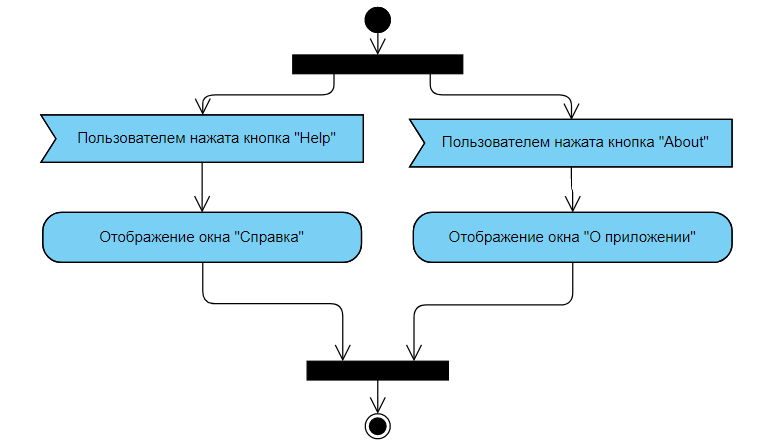 Пользователем нажата кнопка "Help"
Пользователем нажата кнопка "About"
Отображение окна "Справка"
Отображение окна "О приложении"